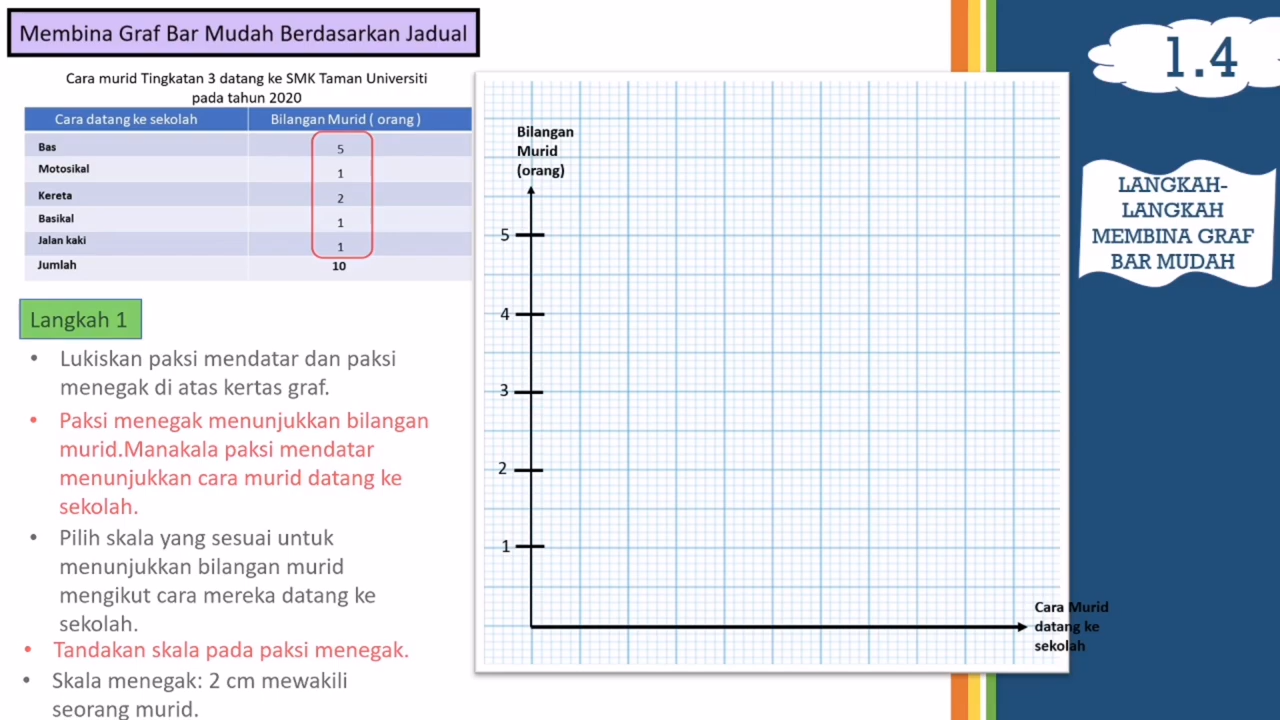 Membina Graf Bar Mudah Berdasarkan Jadual
Cara murid Tingkatan 3 datang ke SMK Taman Universiti
pada tahun 2020
Cara datang ke sekolah Bilangan Murid ( orang )
Bas 5
Motosikal 1
Kereta 2
Basikal 1
Jalan kaki 1
Jumlah 10
Langkah 1
• Lukiskan paksi mendatar dan paksi
menegak di atas kertas graf.
• Paksi menegak menunjukkan bilangan
murid.Manakala paksi mendatar
menunjukkan cara murid datang ke
sekolah.
• Pilih skala yang sesuai untuk
menunjukkan bilangan murid
mengikut cara mereka datang ke
sekolah.
• Tandakan skala pada paksi menegak.
• Skala menegak: 2 cm mewakili
seorang murid.
Bilangan
Murid
(orang)
5
4
3
2
1
Cara Murid
datang ke
sekolah
1.4
LANGKAH-
LANGKAH
MEMBINA GRAF
BAR MUDAH